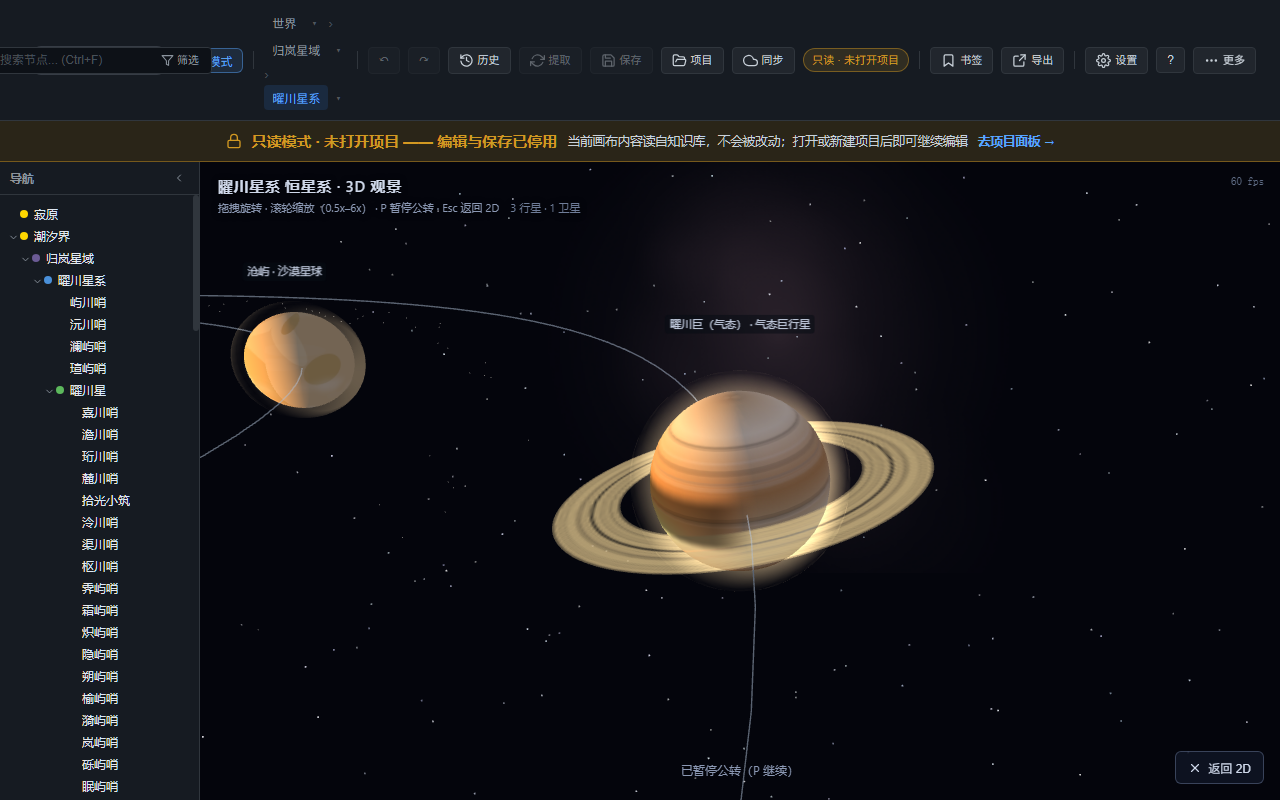 世界
归岚星域
曜川星系
搜索节点... (Ctrl+F)
筛选
模式
历史
提取
保存
项目
同步
只读 · 未打开项目
书签
导出
设置
?
更多
只读模式 · 未打开项目 —— 编辑与保存已停用 当前画布内容读自知识库，不会被改动；打开或新建项目后即可继续编辑 去项目面板 →
导航
寂原
潮汐界
归岚星域
曜川星系
屿川哨
沅川哨
澜屿哨
瑄屿哨
曜川星
嘉川哨
澹川哨
珩川哨
麓川哨
拾光小筑
泠川哨
渠川哨
枢川哨
霁屿哨
霜屿哨
炽屿哨
隐屿哨
朔屿哨
榆屿哨
漪屿哨
岚屿哨
砾屿哨
眠屿哨
曜川星系 恒星系 · 3D 观景
拖拽旋转 · 滚轮缩放（0.5x–6x） · P 暂停公转 · Esc 返回 2D 3 行星 · 1 卫星
60 fps
沧屿 · 沙漠星球
曜川巨（气态） · 气态巨行星
已暂停公转（P 继续）
返回 2D